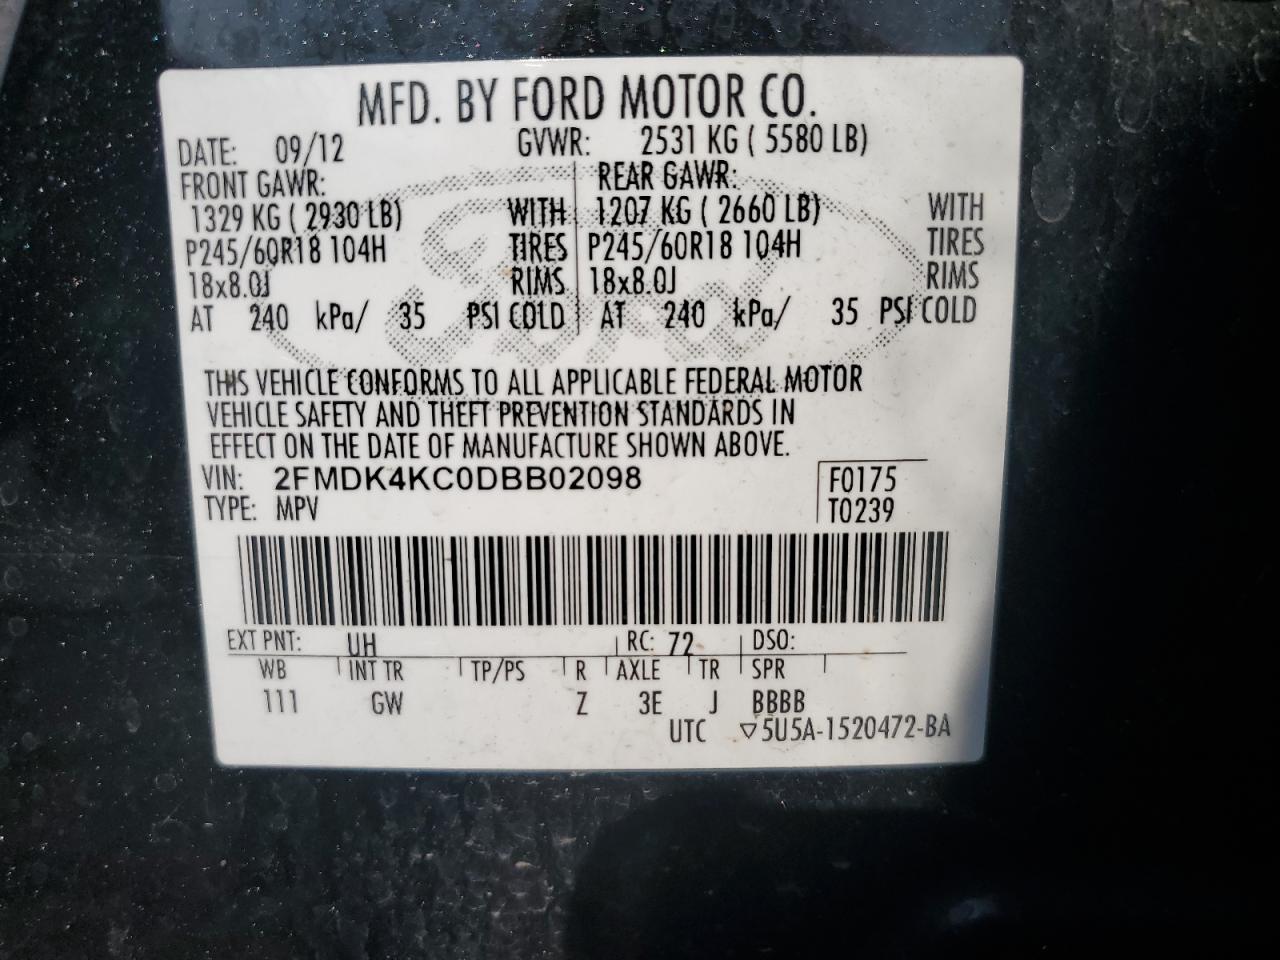 MFD. BY FORD MOTOR CO.
DATE: 09/12 GVWR: 2531 KG ( 5580 LB)
FRONT GAWR: REAR GAWR:
1329 KG ( 2930 LB) WITH 1207 KG ( 2660 LB) WITH
P245/60R18 104H TIRES P245/60R18 104H TIRES
18x8.0J RIMS 18x8.0J RIMS
AT 240 kPa/ 35 PSI COLD AT 240 kPa/ 35 PSI COLD
Ford
THIS VEHICLE CONFORMS TO ALL APPLICABLE FEDERAL MOTOR
VEHICLE SAFETY AND THEFT PREVENTION STANDARDS IN
EFFECT ON THE DATE OF MANUFACTURE SHOWN ABOVE.
VIN: 2FMDK4KC0DBB02098 F0175
TYPE: MPV T0239
EXT PNT: UH RC: 72 DSO:
WB INT TR TP/PS R AXLE TR SPR
111 GW Z 3E J BBBB
UTC ▽5U5A-1520472-BA